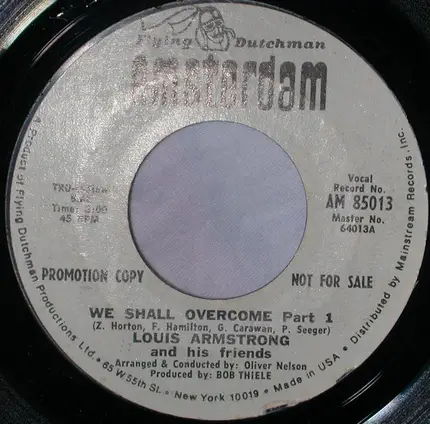 Flying Dutchman
amsterdam
Vocal
Record No.
AM 85013
Master No.
64013A
Time: 3:00
45 RPM
PROMOTION COPY
NOT FOR SALE
WE SHALL OVERCOME Part 1
(Z. Horton, F. Hamilton, G. Carawan, P. Seeger)
LOUIS ARMSTRONG
and his friends
Arranged & Conducted by: Oliver Nelson
Produced by: BOB THIELE
A Product of Flying Dutchman Productions Ltd. • 65 W. 55th St. • New York 10019 • Made in USA • Distributed by Mainstream Records, Inc.